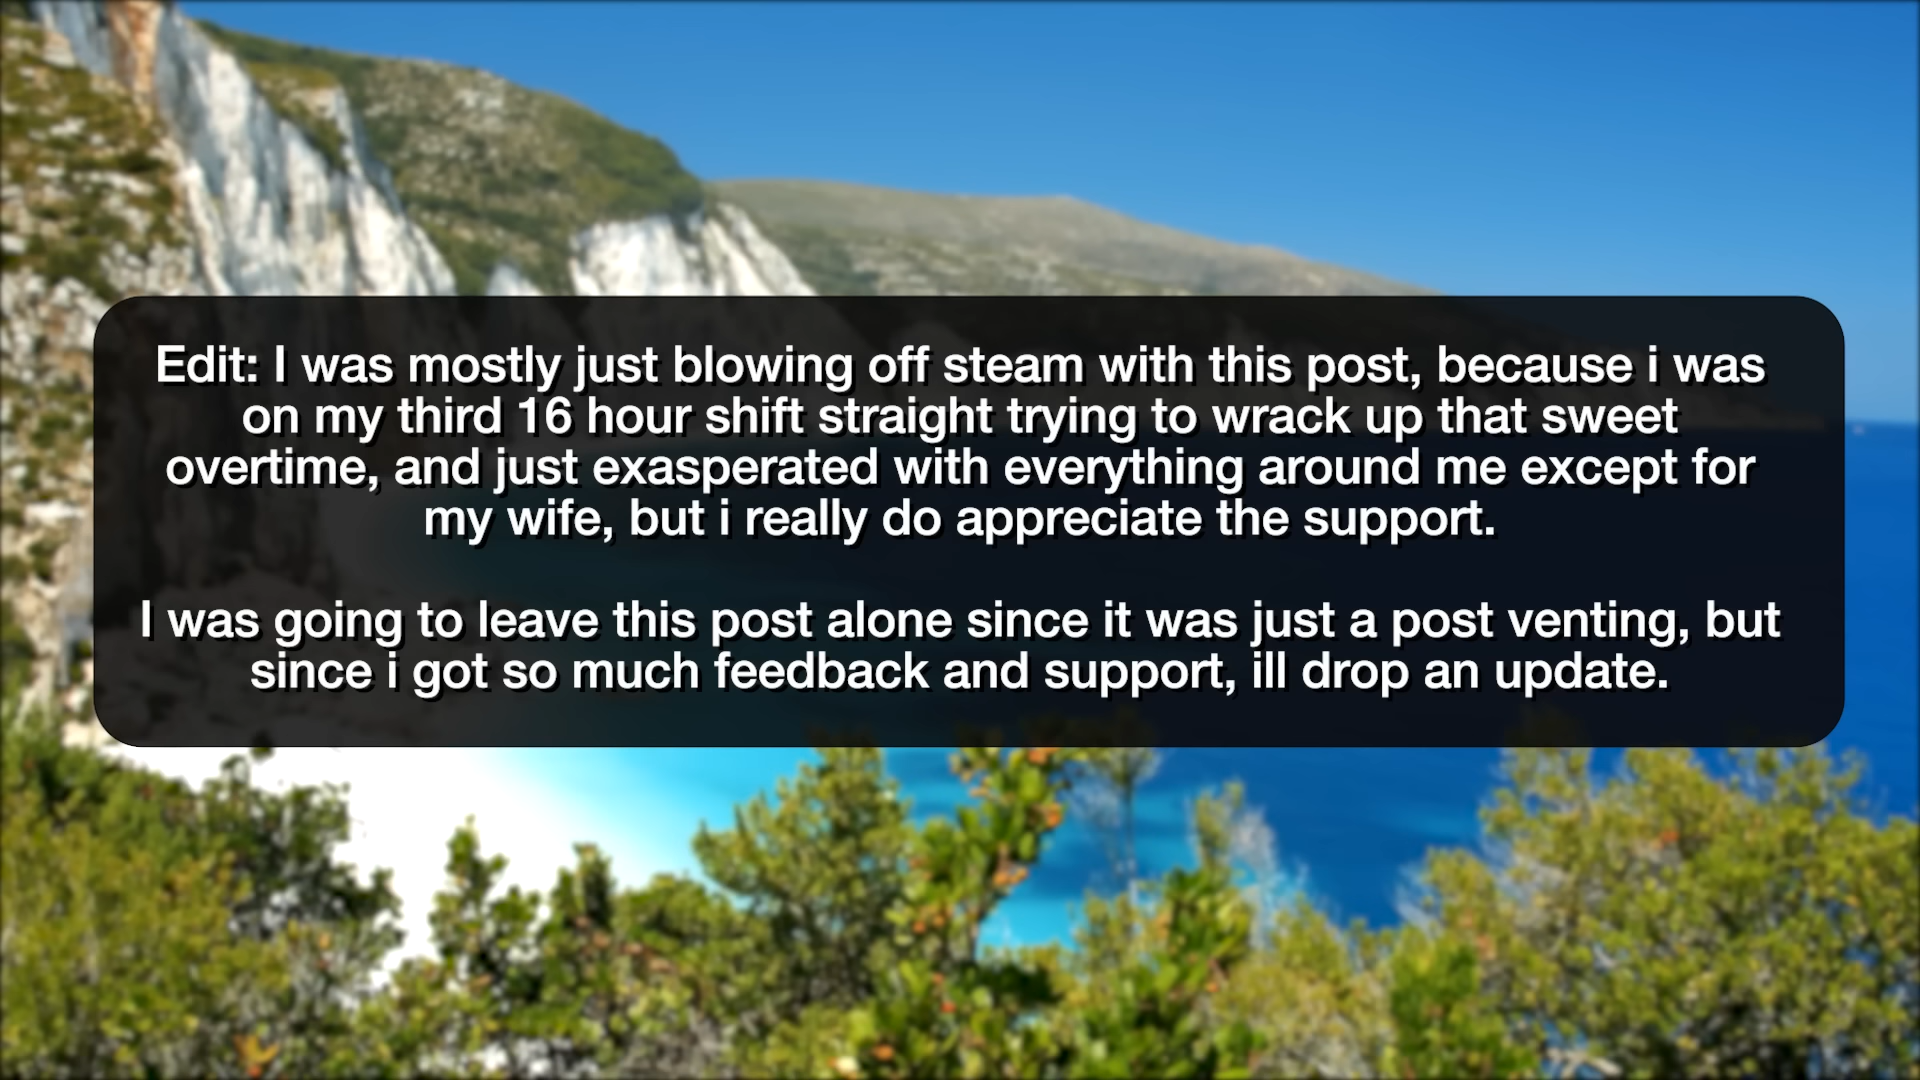 Edit: I was mostly just blowing off steam with this post, because i was
on my third 16 hour shift straight trying to wrack up that sweet
overtime, and just exasperated with everything around me except for
my wife, but i really do appreciate the support.
I was going to leave this post alone since it was just a post venting, but
since i got so much feedback and support, ill drop an update.